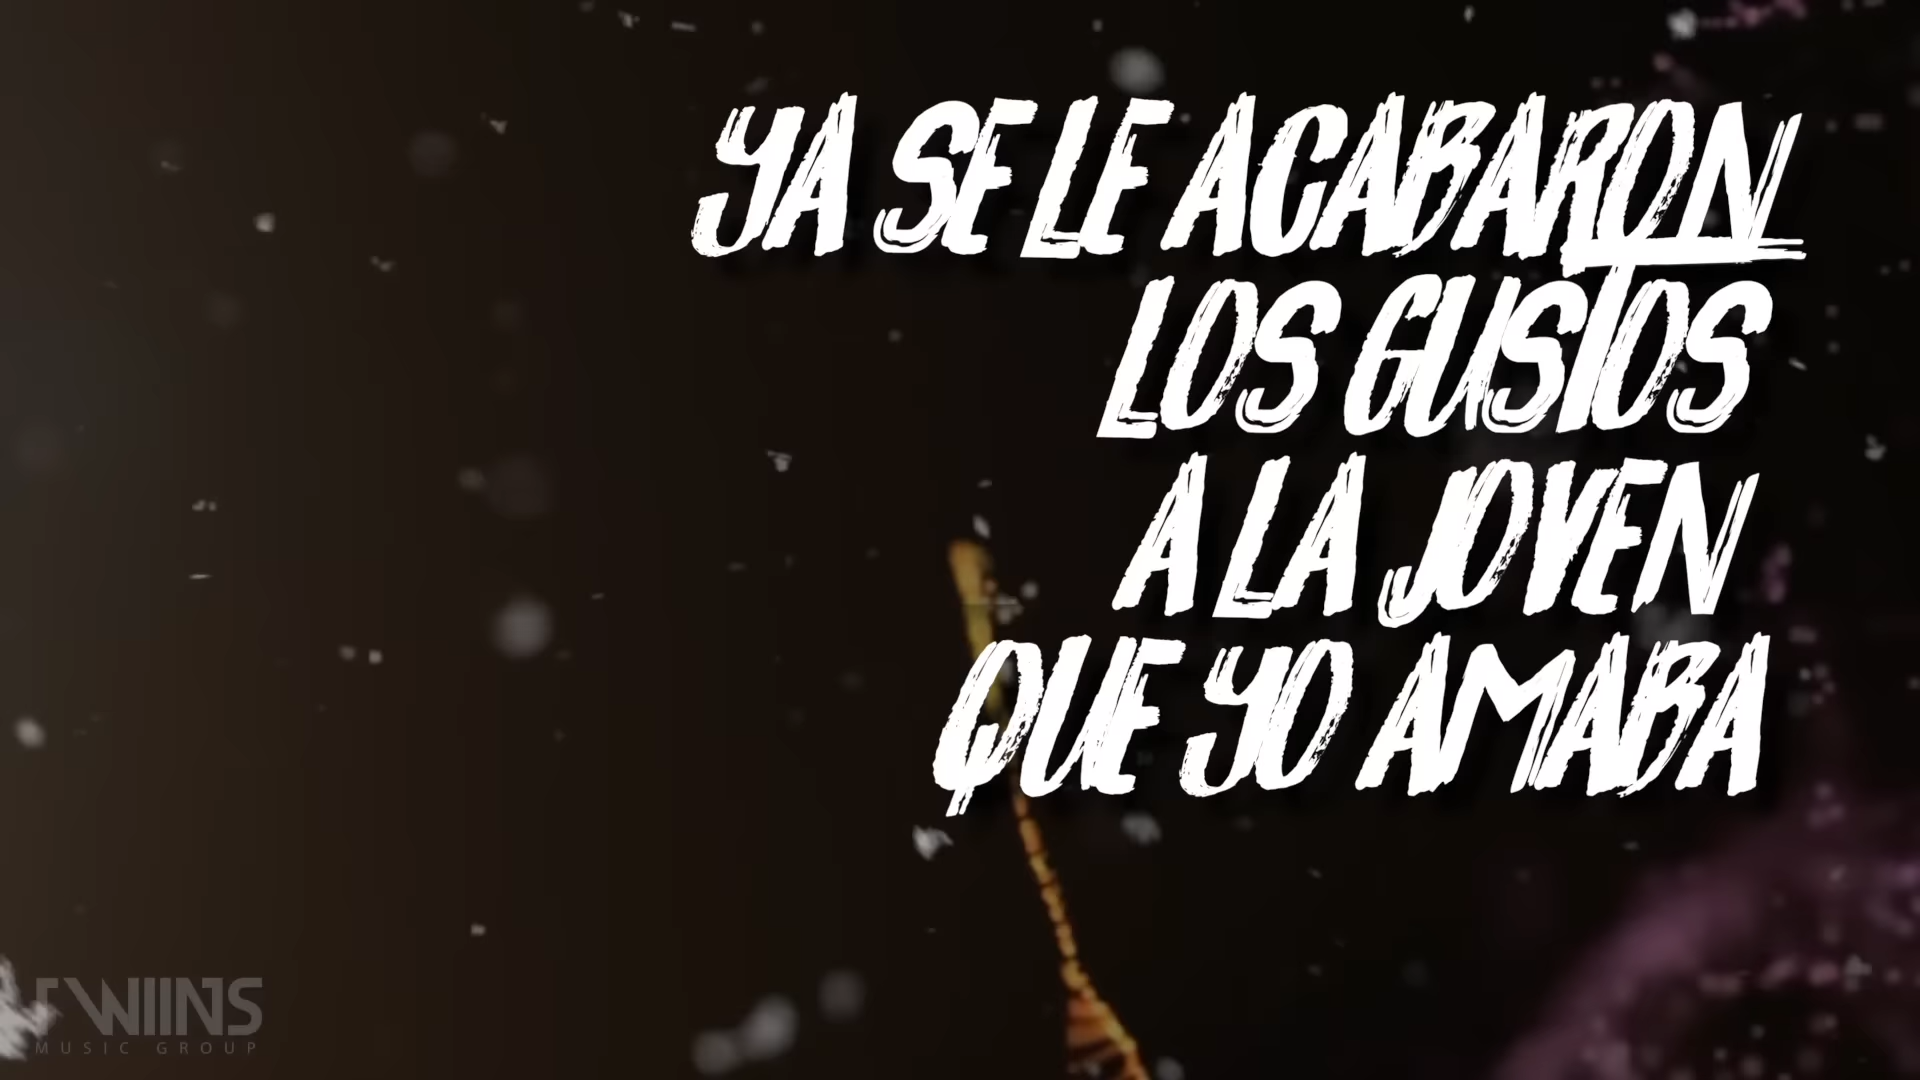 YA SE LE ACABARON
LOS GUSTOS
A LA JOVEN
QUE YO AMABA
TWIINS
MUSIC GROUP